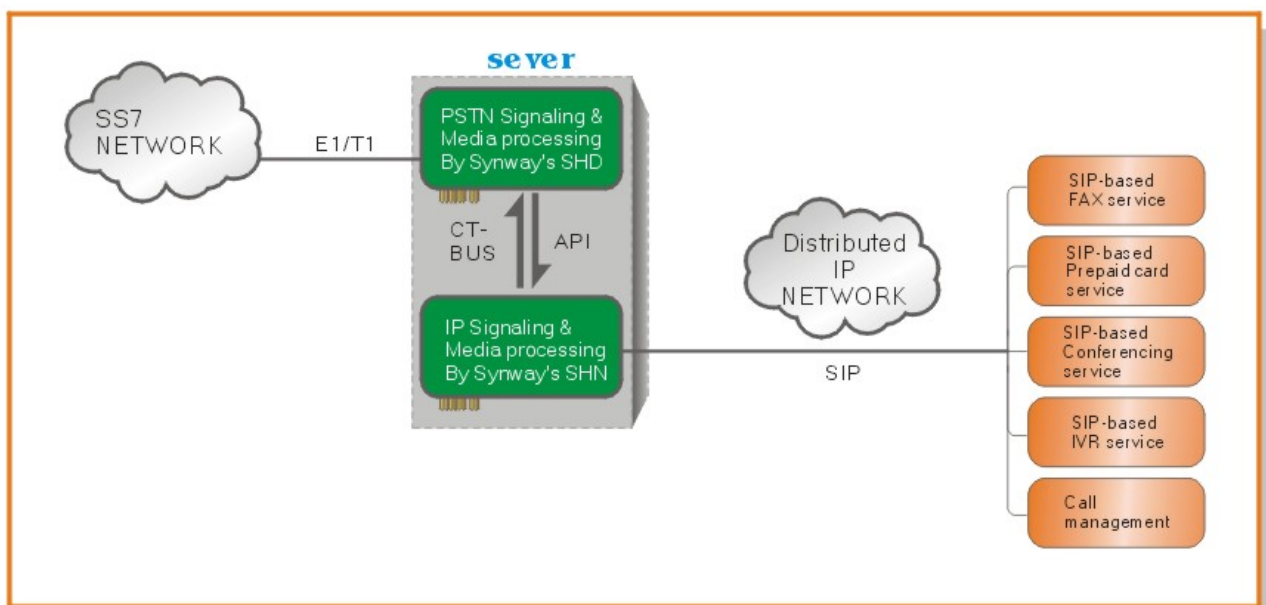 sever
SS7
NETWORK
E1/T1
PSTN Signaling &
Media processing
By Synway's SHD
CT-
BUS
API
IP Signaling &
Media processing
By Synway's SHN
Distributed
IP
NETWORK
SIP
SIP-based
FAX service
SIP-based
Prepaid card
service
SIP-based
Conferencing
service
SIP-based
IVR service
Call
management